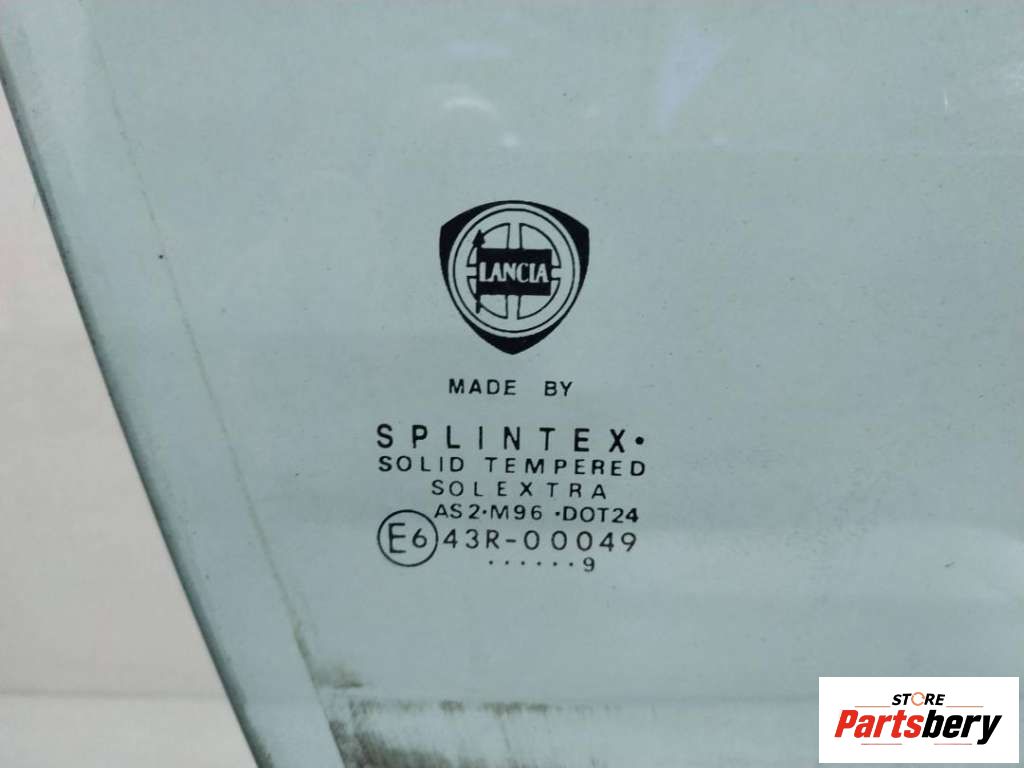 LANCIA
MADE BY
SPLINTEX•
SOLID TEMPERED
SOLEXTRA
AS2•M96 •DOT24
E6 43R-00049
......9
STORE
Partsbery